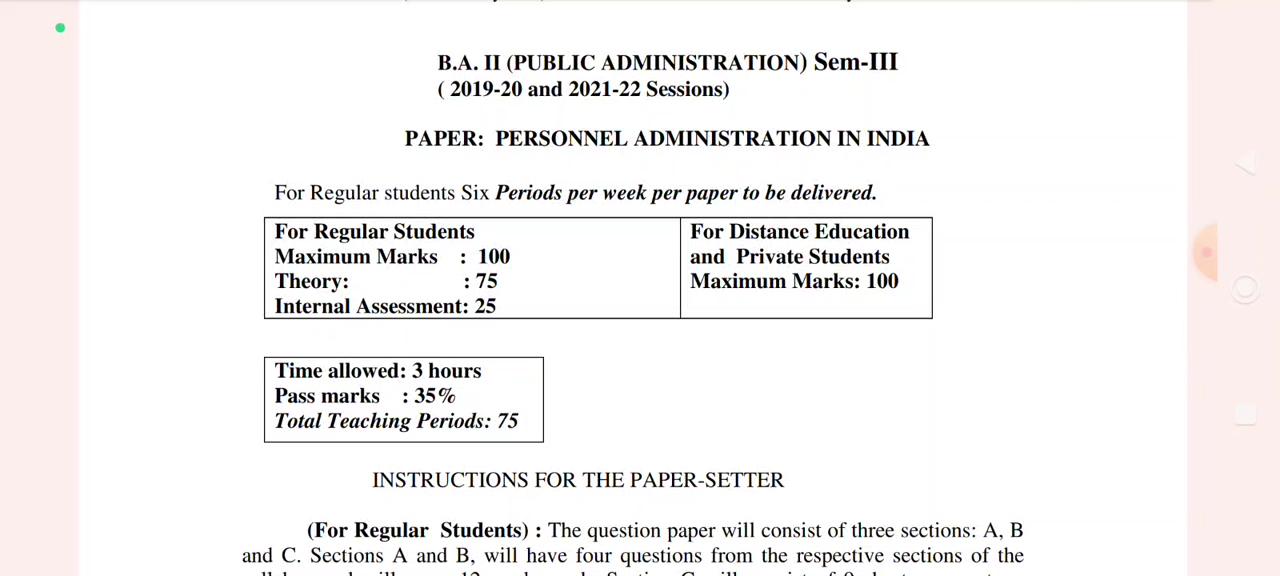 B.A. II (PUBLIC ADMINISTRATION) Sem-III
( 2019-20 and 2021-22 Sessions)
PAPER: PERSONNEL ADMINISTRATION IN INDIA
For Regular students Six Periods per week per paper to be delivered.
For Regular Students
Maximum Marks : 100
Theory: : 75
Internal Assessment: 25
For Distance Education
and Private Students
Maximum Marks: 100
Time allowed: 3 hours
Pass marks : 35%
Total Teaching Periods: 75
INSTRUCTIONS FOR THE PAPER-SETTER
(For Regular Students) : The question paper will consist of three sections: A, B
and C. Sections A and B, will have four questions from the respective sections of the